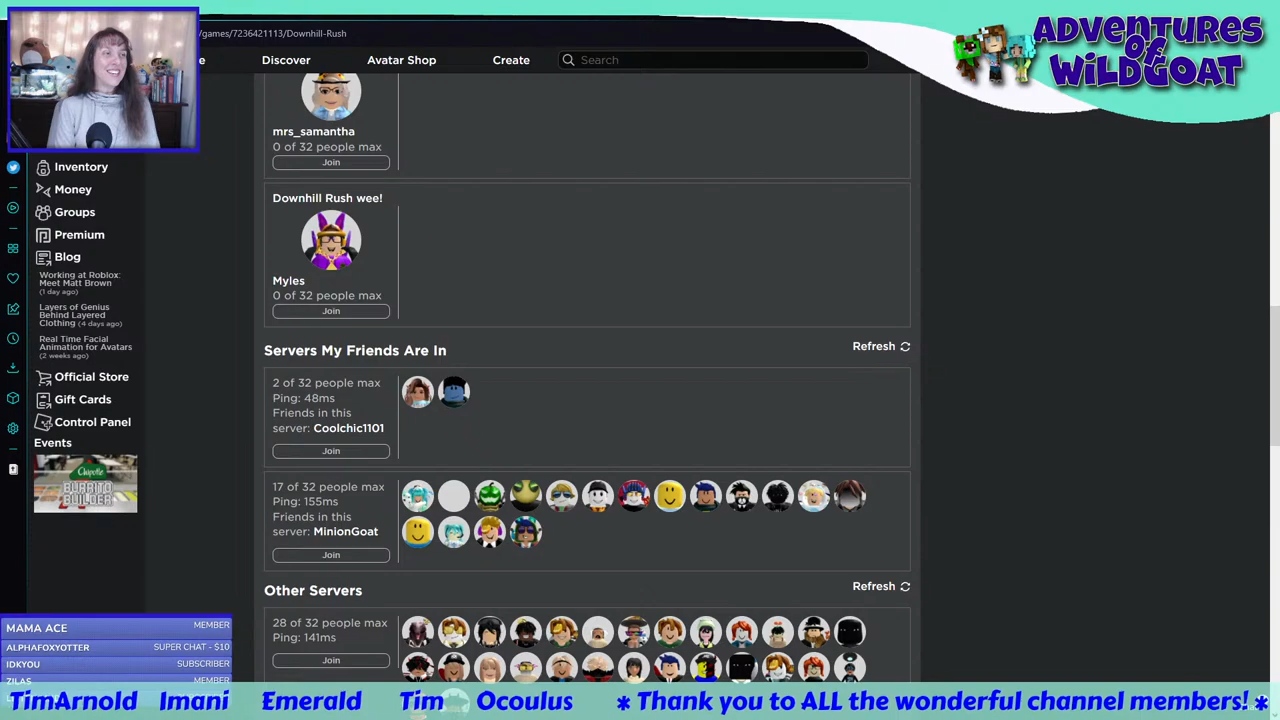 /games/7236421113/Downhill-Rush
Discover
Avatar Shop
Create
Search
ADVENTURES
OF
WILDGOAT
Inventory
Money
Groups
Premium
Blog
Working at Roblox:
Meet Matt Brown
(1 day ago)
Layers of Genius
Behind Layered
Clothing (4 days ago)
Real Time Facial
Animation for Avatars
(2 weeks ago)
Official Store
Gift Cards
Control Panel
Events
Chipotle
BURRITO
BUILDER
mrs_samantha
0 of 32 people max
Join
Downhill Rush wee!
Myles
0 of 32 people max
Join
Servers My Friends Are In
Refresh
2 of 32 people max
Ping: 48ms
Friends in this
server: Coolchic1101
Join
17 of 32 people max
Ping: 155ms
Friends in this
server: MinionGoat
Join
Other Servers
Refresh
28 of 32 people max
Ping: 141ms
Join
MAMA ACE MEMBER
ALPHAFOXYOTTER SUPER CHAT - $10
IDKYOU SUBSCRIBER
ZILAS MEMBER
TimArnold Imani Emerald Tim Oculus * Thank you to ALL the wonderful channel members! *